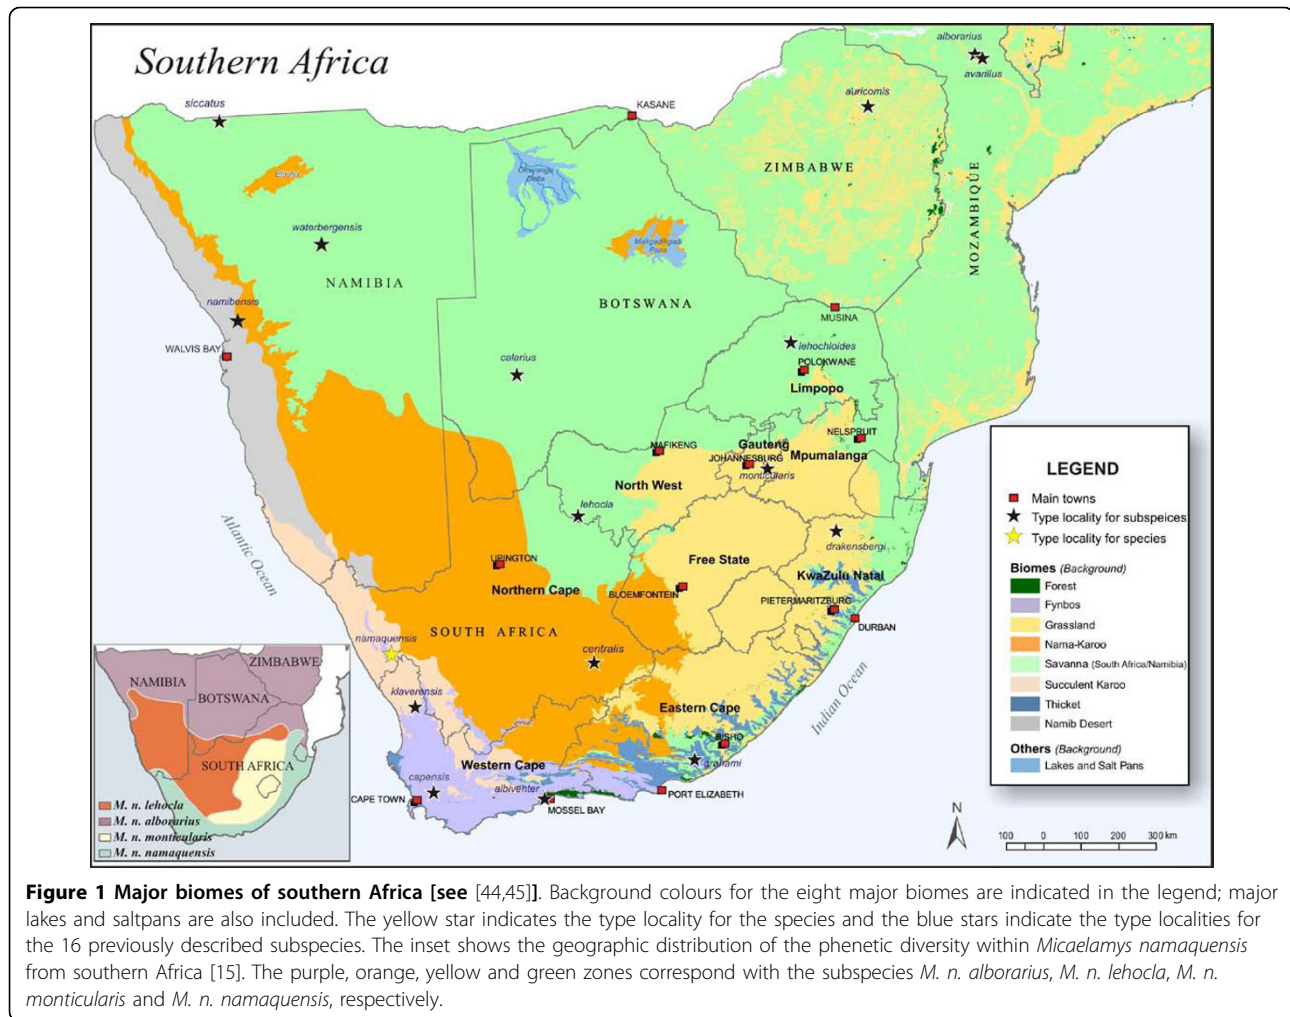 Southern Africa
siccatus
KASANE
alborarius
avarillus
auricomis
ZIMBABWE
MOZAMBIQUE
Etosha
Okavango
Delta
waterbergensis
Makgadikgadi
Pans
NAMIBIA
BOTSWANA
namibensis
MUSINA
WALVIS BAY
lehochloides
calarius
POLOKWANE
Limpopo
NELSPRUIT
MAFIKENG
Gauteng
JOHANNESBURG
Mpumalanga
monticularis
North West
lehocla
drakensbergi
Atlantic Ocean
UPINGTON
Northern Cape
Free State
BLOEMFONTEIN
KwaZulu Natal
PIETERMARITZBURG
DURBAN
SOUTH AFRICA
namaquensis
centralis
klaverensis
Eastern Cape
Indian Ocean
BISHO
grahami
Western Cape
capensis
albiventer
CAPE TOWN
MOSSEL BAY
PORT ELIZABETH
LEGEND
Main towns
Type locality for subspeices
Type locality for species
Biomes (Background)
Forest
Fynbos
Grassland
Nama-Karoo
Savanna (South Africa/Namibia)
Succulent Karoo
Thicket
Namib Desert
Others (Background)
Lakes and Salt Pans
N
100 0 100 200 300 km
ZIMBABWE
NAMIBIA
BOTSWANA
SOUTH AFRICA
M. n. lehocla
M. n. alborarius
M. n. monticularis
M. n. namaquensis
Figure 1 Major biomes of southern Africa [see [44,45]]. Background colours for the eight major biomes are indicated in the legend; major
lakes and saltpans are also included. The yellow star indicates the type locality for the species and the blue stars indicate the type localities for
the 16 previously described subspecies. The inset shows the geographic distribution of the phenetic diversity within Micaelamys namaquensis
from southern Africa [15]. The purple, orange, yellow and green zones correspond with the subspecies M. n. alborarius, M. n. lehocla, M. n.
monticularis and M. n. namaquensis, respectively.